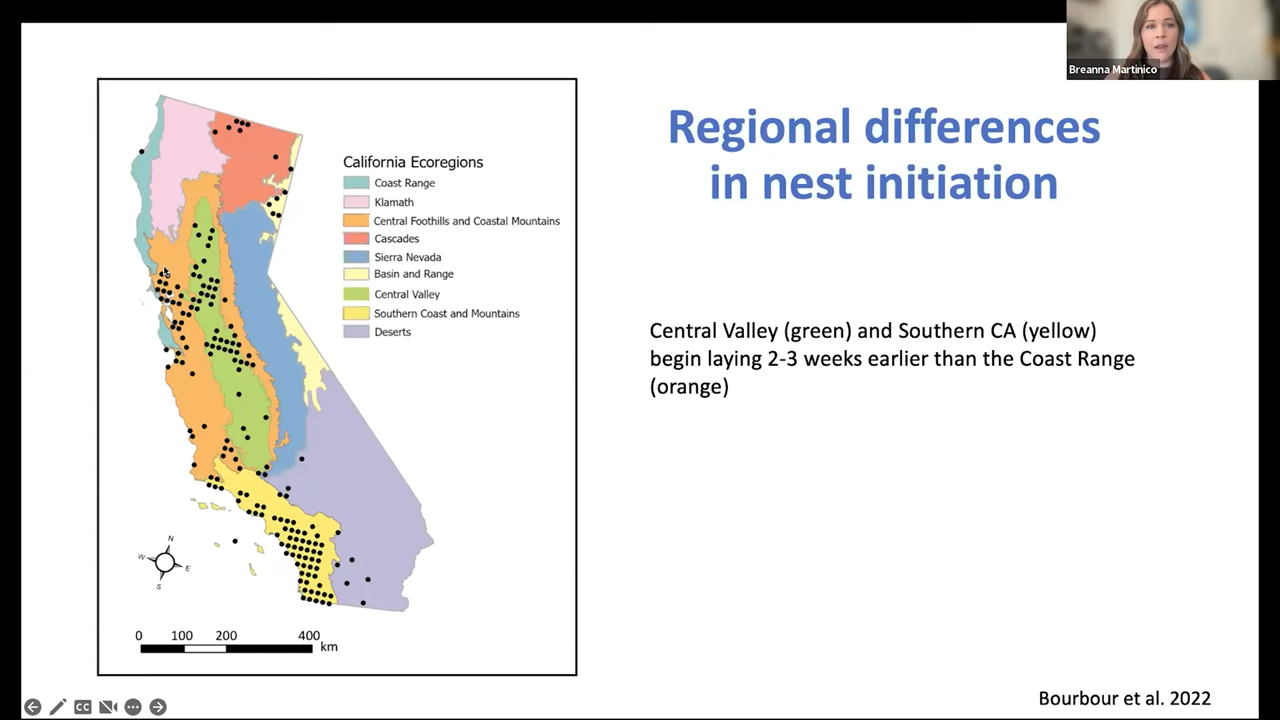 Breanna Martinico
Regional differences
in nest initiation
California Ecoregions
Coast Range
Klamath
Central Foothills and Coastal Mountains
Cascades
Sierra Nevada
Basin and Range
Central Valley
Southern Coast and Mountains
Deserts
Central Valley (green) and Southern CA (yellow)
begin laying 2-3 weeks earlier than the Coast Range
(orange)
N
W
E
S
0 100 200 400
km
CC
Bourbour et al. 2022